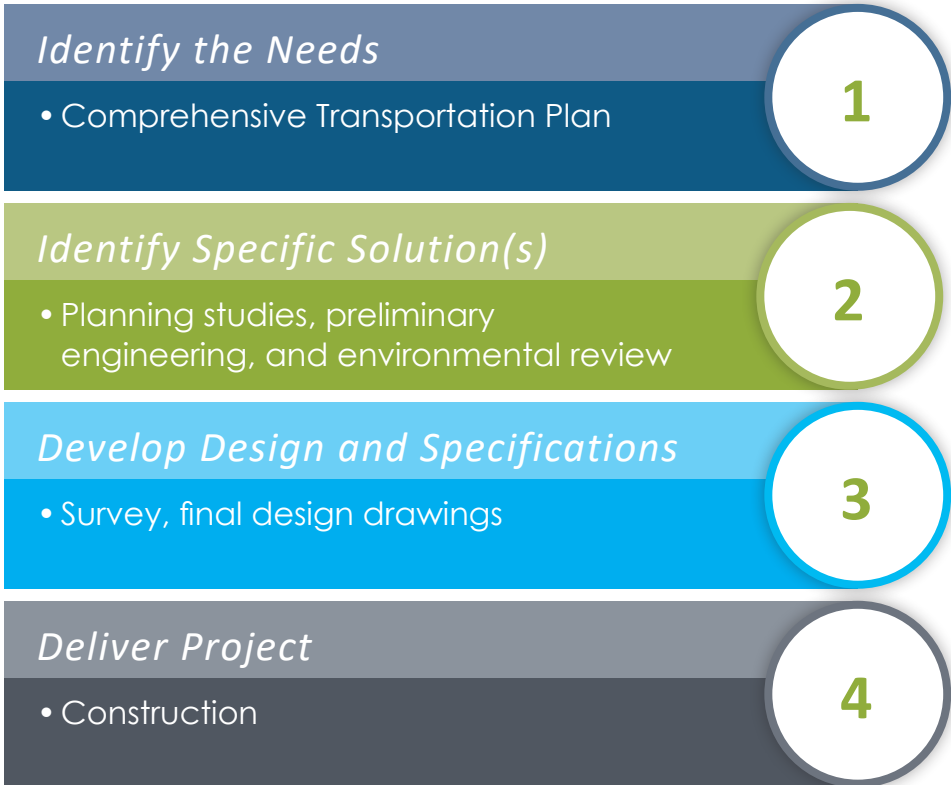 Identify the Needs
1
• Comprehensive Transportation Plan
Identify Specific Solution(s)
2
• Planning studies, preliminary
engineering, and environmental review
Develop Design and Specifications
3
• Survey, final design drawings
Deliver Project
4
• Construction